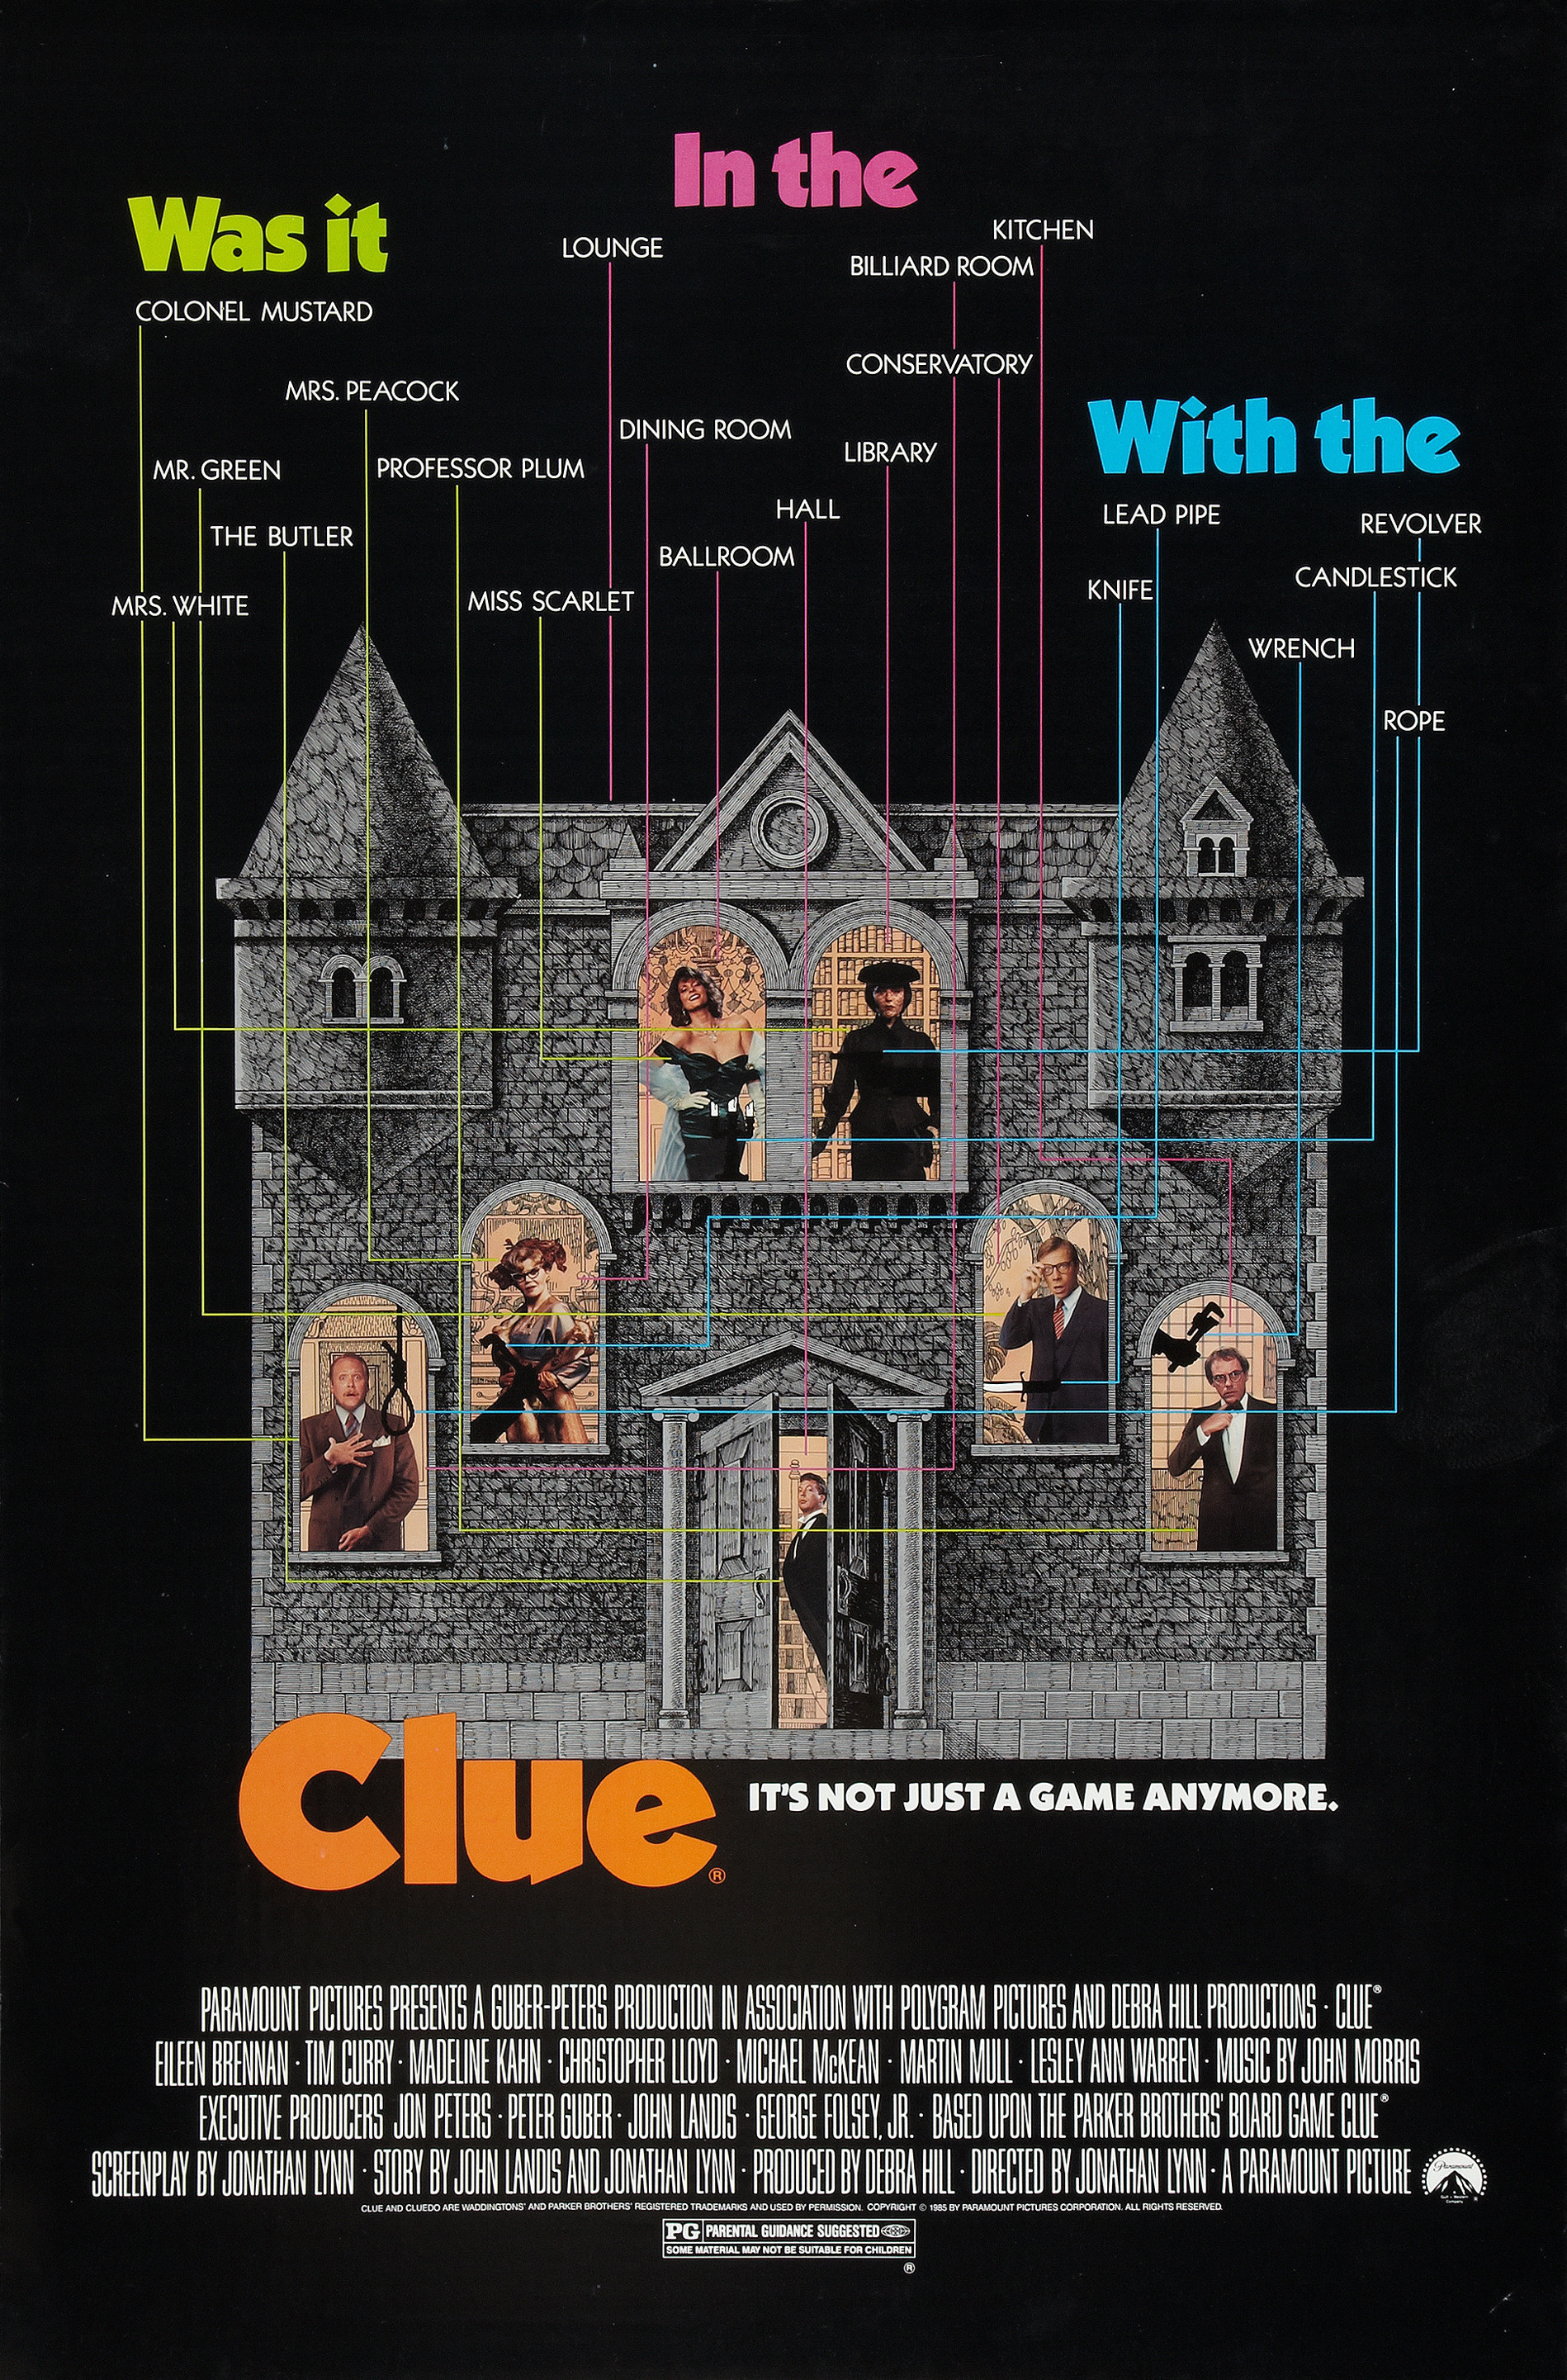 In the
Was it
KITCHEN
LOUNGE
BILLIARD ROOM
COLONEL MUSTARD
CONSERVATORY
MRS. PEACOCK
With the
DINING ROOM
LIBRARY
MR. GREEN
PROFESSOR PLUM
HALL
LEAD PIPE
REVOLVER
THE BUTLER
BALLROOM
CANDLESTICK
KNIFE
MRS. WHITE
MISS SCARLET
WRENCH
ROPE
Clue®
IT'S NOT JUST A GAME ANYMORE.
PARAMOUNT PICTURES PRESENTS A GUBER-PETERS PRODUCTION IN ASSOCIATION WITH POLYGRAM PICTURES AND DEBRA HILL PRODUCTIONS · CLUE®
EILEEN BRENNAN · TIM CURRY · MADELINE KAHN · CHRISTOPHER LLOYD · MICHAEL McKEAN · MARTIN MULL · LESLEY ANN WARREN · MUSIC BY JOHN MORRIS
EXECUTIVE PRODUCERS JON PETERS · PETER GUBER · JOHN LANDIS · GEORGE FOLSEY, JR. · BASED UPON THE PARKER BROTHERS' BOARD GAME CLUE®
SCREENPLAY BY JONATHAN LYNN · STORY BY JOHN LANDIS AND JONATHAN LYNN · PRODUCED BY DEBRA HILL · DIRECTED BY JONATHAN LYNN · A PARAMOUNT PICTURE
Paramount
A Gulf + Western Company
CLUE AND CLUEDO ARE WADDINGTONS' AND PARKER BROTHERS' REGISTERED TRADEMARKS AND USED BY PERMISSION. COPYRIGHT © 1985 BY PARAMOUNT PICTURES CORPORATION. ALL RIGHTS RESERVED.
PG PARENTAL GUIDANCE SUGGESTED
SOME MATERIAL MAY NOT BE SUITABLE FOR CHILDREN
®